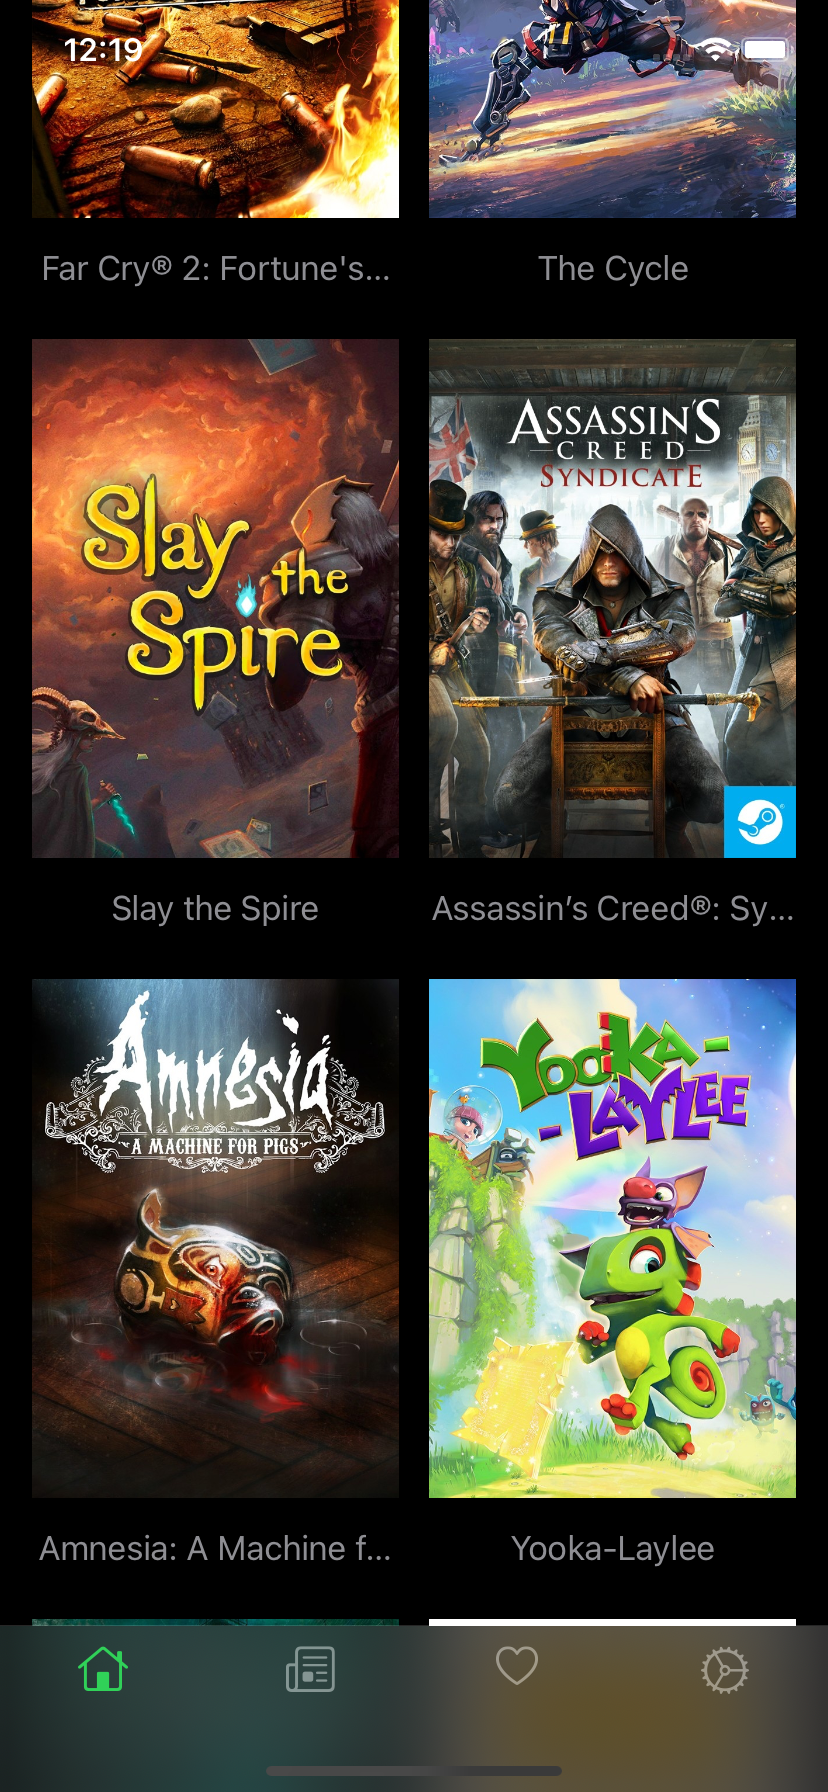 12:19
Far Cry® 2: Fortune's...
The Cycle
Slay
the
Spire
ASSASSIN'S
CREED
SYNDICATE
Slay the Spire
Assassin’s Creed®: Sy...
Amnesia
A MACHINE FOR PIGS
YOOKA-
-LAYLEE
Amnesia: A Machine f...
Yooka-Laylee